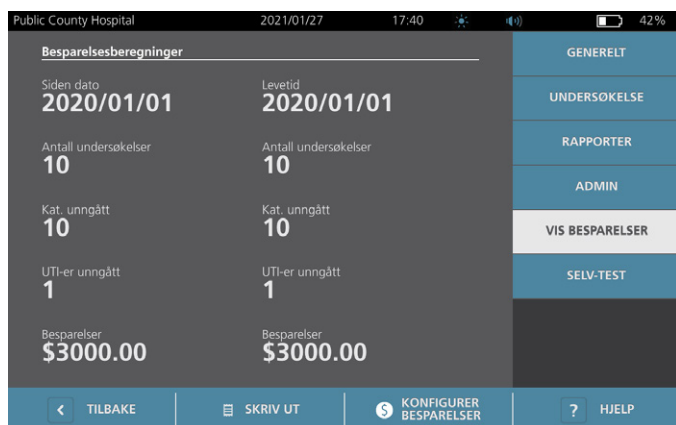 Public County Hospital 2021/01/27 17:40 42%
Besparelsesberegninger
Siden dato
2020/01/01
Antall undersøkelser
10
Kat. unngått
10
UTI-er unngått
1
Besparelser
$3000.00
Levetid
2020/01/01
Antall undersøkelser
10
Kat. unngått
10
UTI-er unngått
1
Besparelser
$3000.00
GENERELT
UNDERSØKELSE
RAPPORTER
ADMIN
VIS BESPARELSER
SELV-TEST
TILBAKE
SKRIV UT
$ KONFIGURER
BESPARELSER
? HJELP